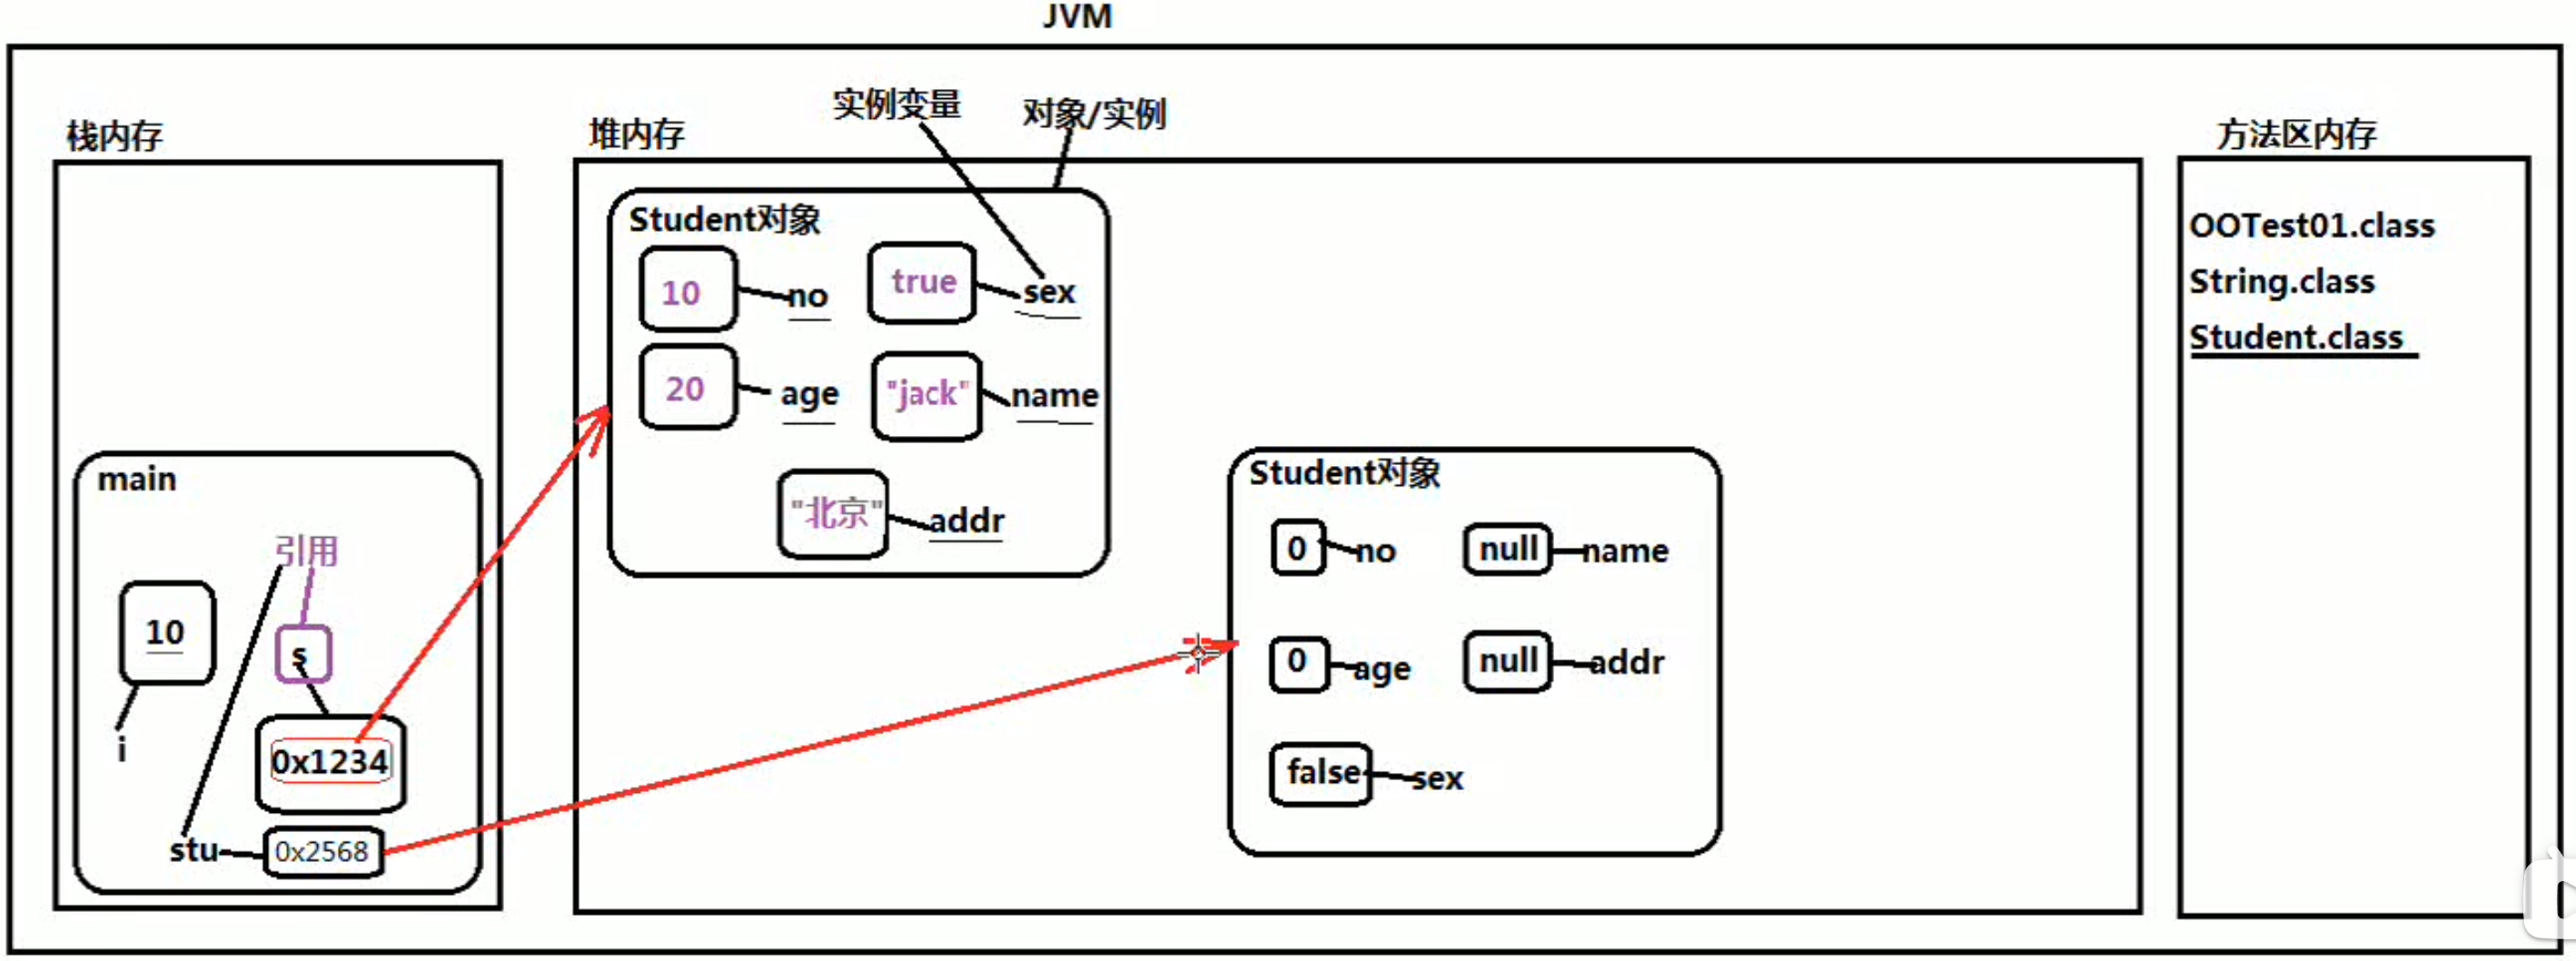 JVM
栈内存
main
引用
10
s
i
0x1234
stu
0x2568
堆内存
实例变量
对象/实例
Student对象
10
no
true
sex
20
age
"jack"
name
"北京"
addr
Student对象
0
no
null
name
0
age
null
addr
false
sex
方法区内存
OOTest01.class
String.class
Student.class